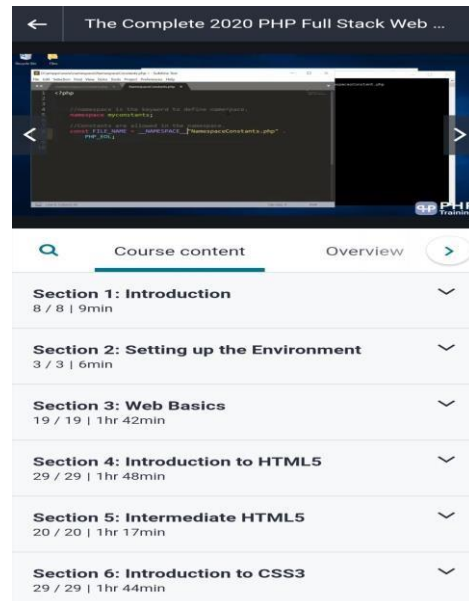 The Complete 2020 PHP Full Stack Web ...
<?php
//namespace is the keyword to define namespace.
namespace myconstants;
//Constants are allowed in the namespace.
const FILE_NAME = __NAMESPACE__."NamespaceConstants.php" .
PHP_EOL;
PHP
Training
Course content
Overview
Section 1: Introduction
8 / 8 | 9min
Section 2: Setting up the Environment
3 / 3 | 6min
Section 3: Web Basics
19 / 19 | 1hr 42min
Section 4: Introduction to HTML5
29 / 29 | 1hr 48min
Section 5: Intermediate HTML5
20 / 20 | 1hr 17min
Section 6: Introduction to CSS3
29 / 29 | 1hr 44min